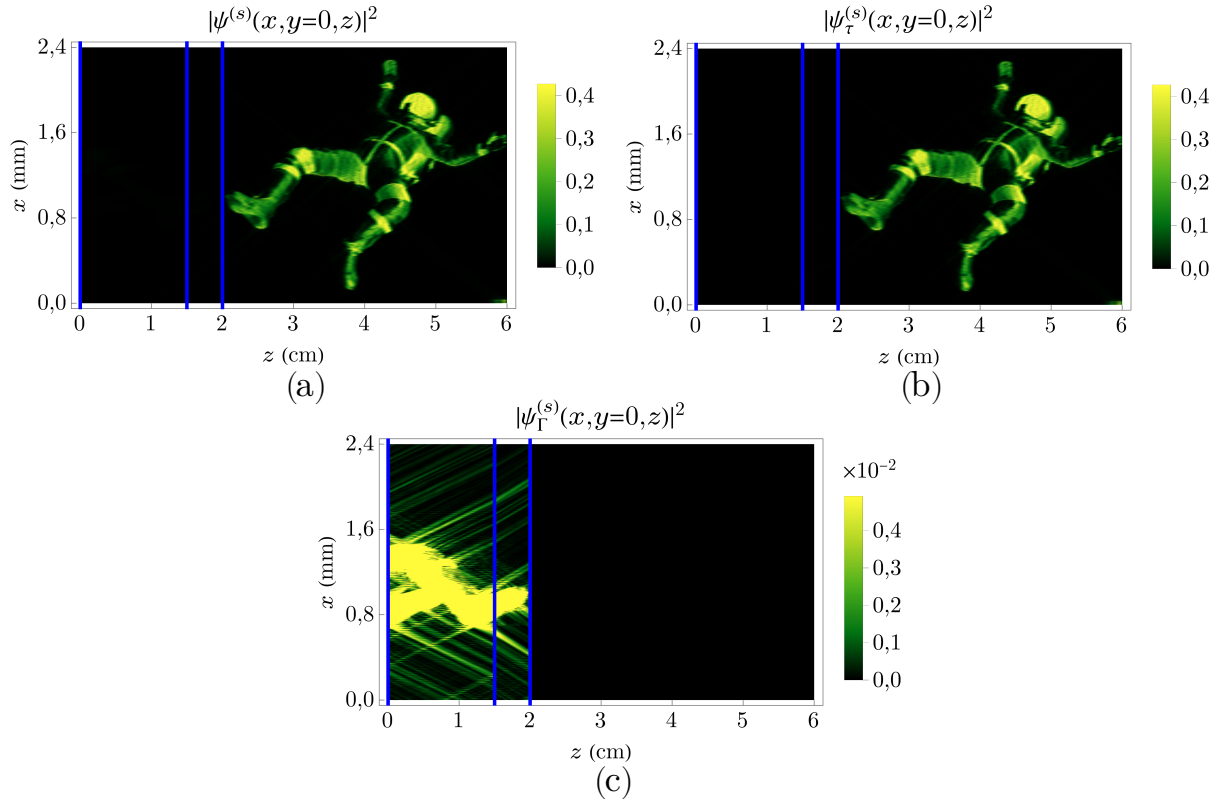 |ψ^(s)(x,y=0,z)|²
2,4
1,6
0,8
0,0
x (mm)
0 1 2 3 4 5 6
z (cm)
0,4
0,3
0,2
0,1
0,0
(a)
|ψ_τ^(s)(x,y=0,z)|²
2,4
1,6
0,8
0,0
x (mm)
0 1 2 3 4 5 6
z (cm)
0,4
0,3
0,2
0,1
0,0
(b)
|ψ_Γ^(s)(x,y=0,z)|²
2,4
1,6
0,8
0,0
x (mm)
0 1 2 3 4 5 6
z (cm)
×10⁻²
0,4
0,3
0,2
0,1
0,0
(c)